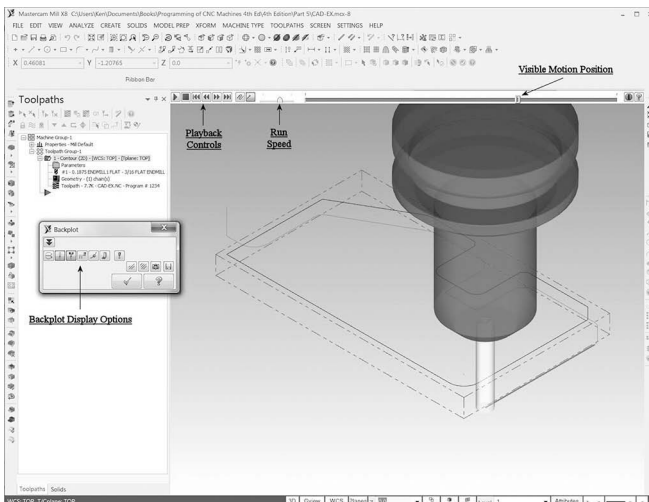 Mastercam Mill X8 C:\Users\Ken\Documents\Books\Programming of CNC Machines 4th Ed\4th Edition\Part 5\CAD-EX.mcx-8
FILE EDIT VIEW ANALYZE CREATE SOLIDS MODEL PREP XFORM MACHINE TYPE TOOLPATHS SCREEN SETTINGS HELP
X 0.46081 Y -1.20765 Z 0.0
Ribbon Bar
Visible Motion Position
Toolpaths
Playback
Controls
Run
Speed
Machine Group-1
Properties - Mill Default
Toolpath Group-1
1 - Contour (2D) - [WCS: TOP] - [Tplane: TOP]
Parameters
#1 - 0.1875 ENDMILL1 FLAT - 3/16 FLAT ENDMILL
Geometry - (1) chain(s)
Toolpath - 7.7K - CAD-EX.NC - Program # 1234
Backplot
Backplot Display Options
Toolpaths Solids
WCS: TOP T/Cplane: TOP
3D Gview WCS Planes Z Level 1 Attributes